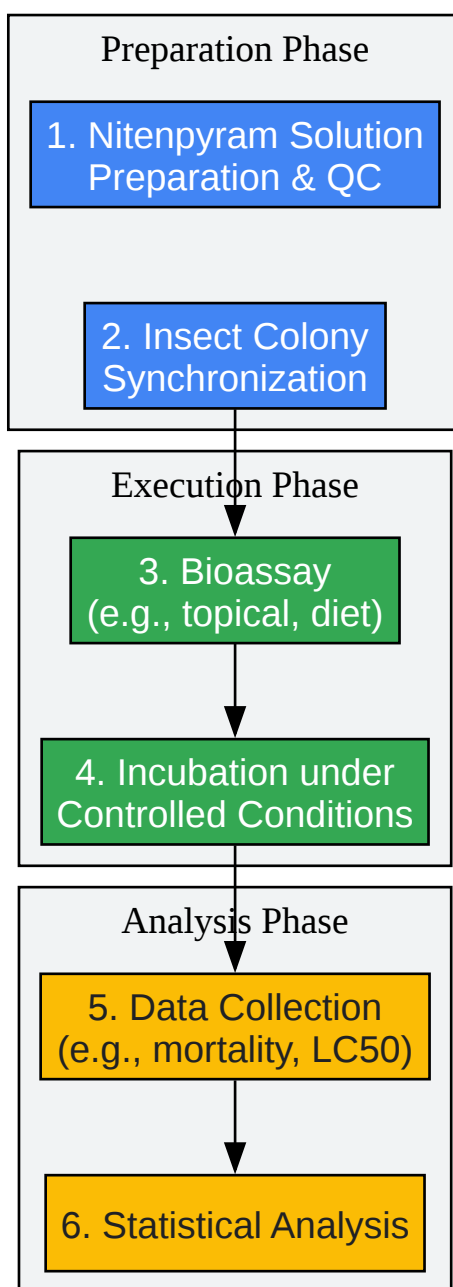 Preparation Phase
1. Nitenpyram Solution
Preparation & QC
2. Insect Colony
Synchronization
Execution Phase
3. Bioassay
(e.g., topical, diet)
4. Incubation under
Controlled Conditions
Analysis Phase
5. Data Collection
(e.g., mortality, LC50)
6. Statistical Analysis